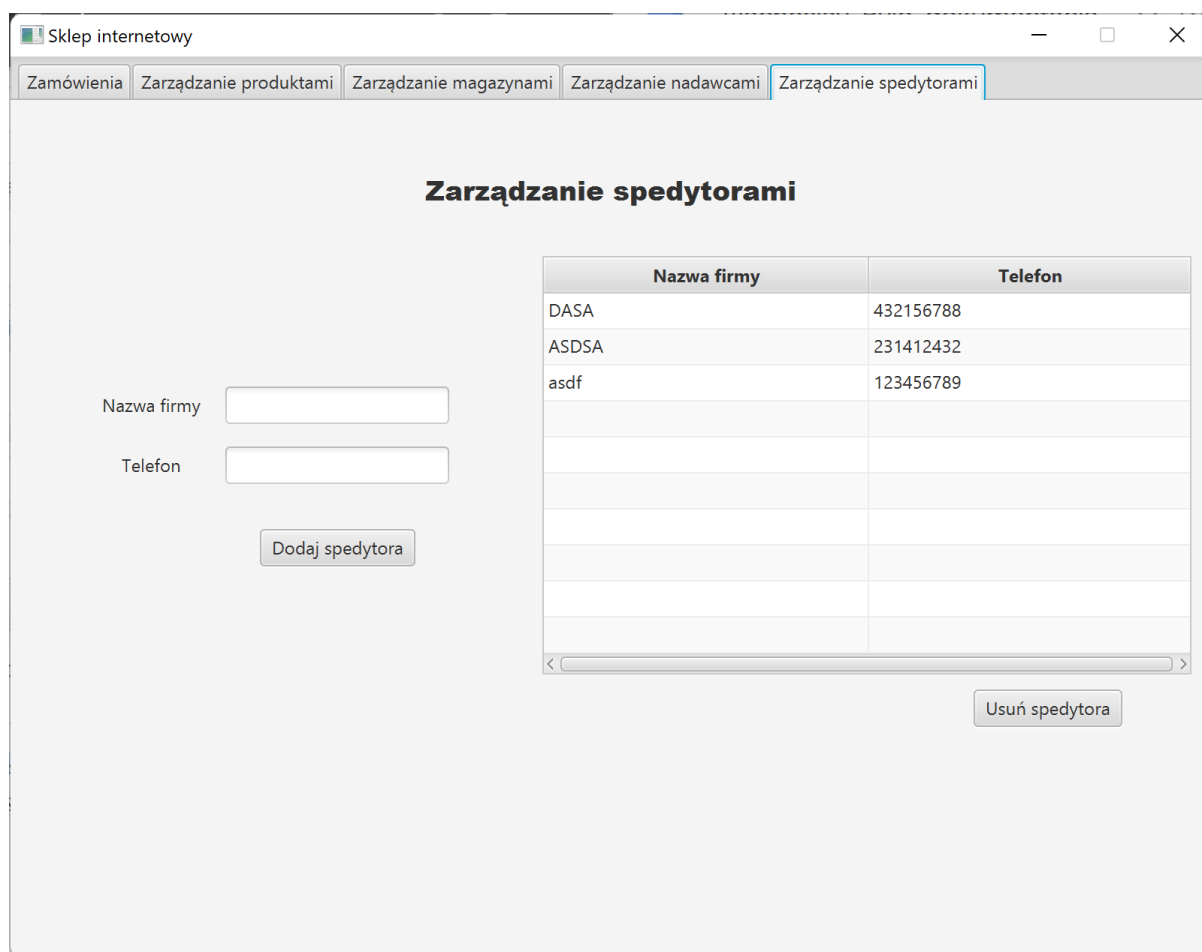 Sklep internetowy
Zamówienia Zarządzanie produktami Zarządzanie magazynami Zarządzanie nadawcami Zarządzanie spedytorami
Zarządzanie spedytorami
Nazwa firmy Telefon
DASA 432156788
ASDSA 231412432
asdf 123456789
Nazwa firmy
Telefon
Dodaj spedytora
Usuń spedytora